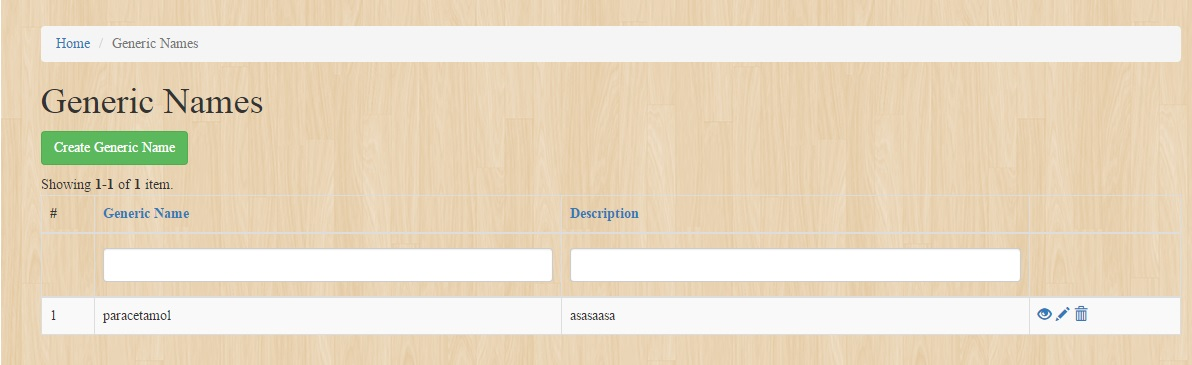 Home / Generic Names
Generic Names
Create Generic Name
Showing 1-1 of 1 item.
# Generic Name Description
1 paracetamol asasaasa